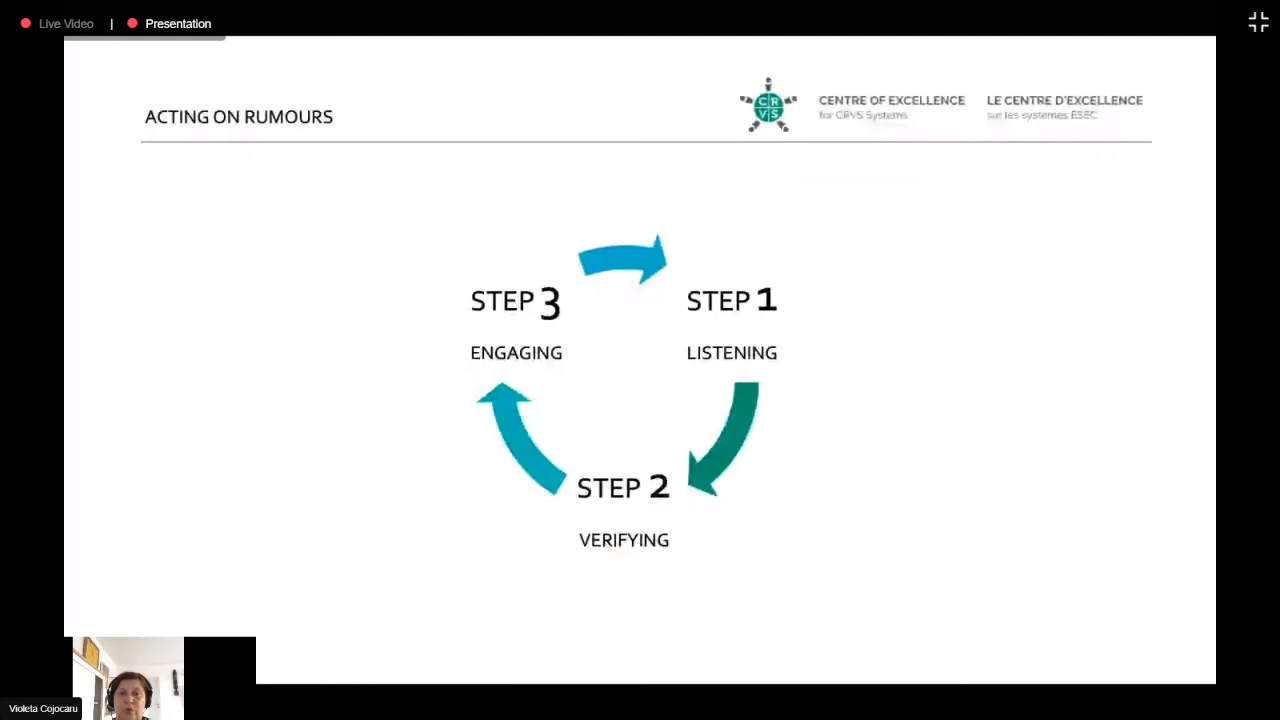 Live Video | Presentation
ACTING ON RUMOURS
CRVS
CENTRE OF EXCELLENCE
for CRVS Systems
LE CENTRE D'EXCELLENCE
sur les systèmes ESEC
STEP 3
ENGAGING
STEP 1
LISTENING
STEP 2
VERIFYING
Violeta Cojocaru